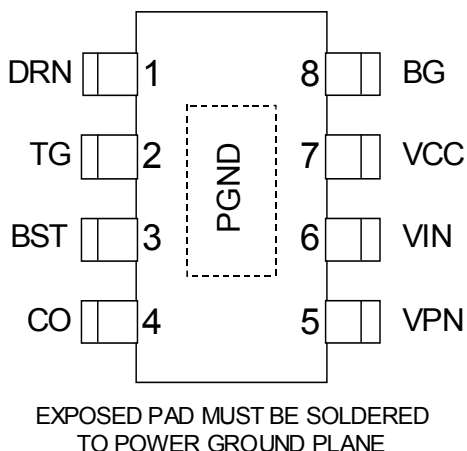 DRN 1 8 BG
TG 2 7 VCC
BST 3 6 VIN
CO 4 5 VPN
PGND
EXPOSED PAD MUST BE SOLDERED
TO POWER GROUND PLANE